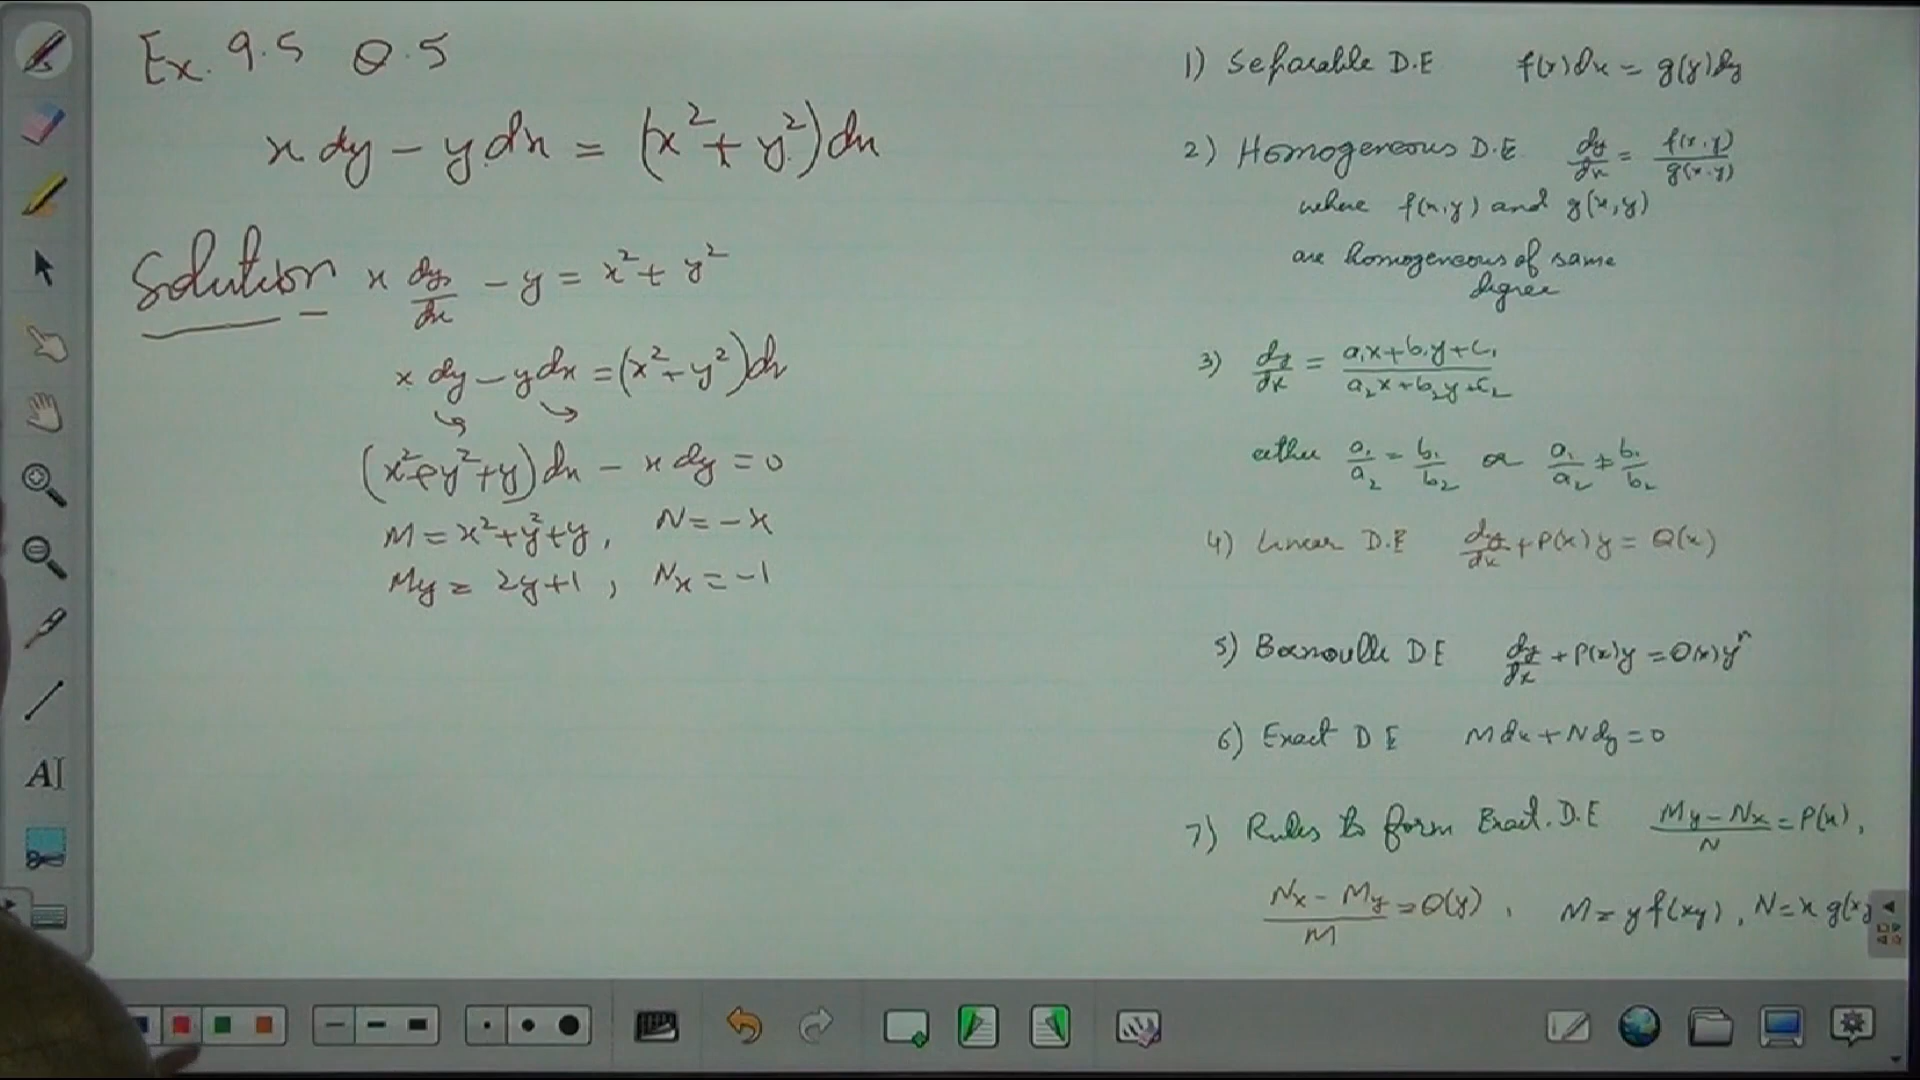 Ex. 9.5 Q.5
x dy - y dx = (x² + y²) dx
Solution x dy/dx - y = x² + y²
x dy - y dx = (x² + y²) dx
(x² + y² + y) dx - x dy = 0
M = x² + y² + y , N = -x
My = 2y + 1 , Nx = -1
1) Separable D.E f(x)dx = g(y)dy
2) Homogeneous D.E. dy/dx = f(x,y)/g(x,y)
where f(x,y) and g(x,y)
are homogeneous of same
degree
3) dy/dx = (a₁x+b₁y+c₁)/(a₂x+b₂y+c₂)
either a₁/a₂ = b₁/b₂ or a₁/a₂ ≠ b₁/b₂
4) Linear D.E dy/dx + P(x)y = Q(x)
5) Bernoulli DE dy/dx + P(x)y = Q(x)yⁿ
6) Exact D E Mdx + Ndy = 0
7) Rules to form Exact. D.E (My - Nx)/N = P(x),
(Nx - My)/M = Q(y) , M = y f(xy), N = x g(xy
AI